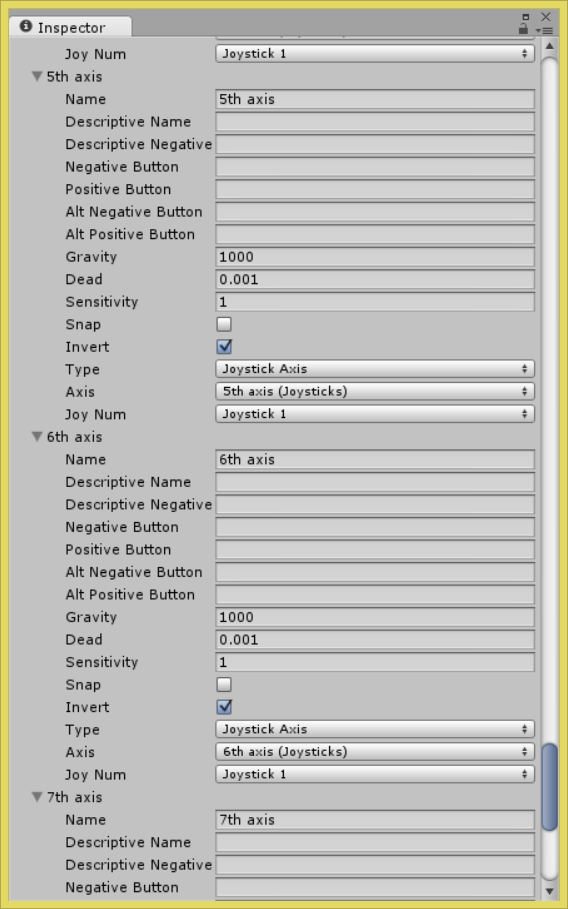 Inspector
Joy Num Joystick 1
5th axis
Name 5th axis
Descriptive Name
Descriptive Negative
Negative Button
Positive Button
Alt Negative Button
Alt Positive Button
Gravity 1000
Dead 0.001
Sensitivity 1
Snap
Invert
Type Joystick Axis
Axis 5th axis (Joysticks)
Joy Num Joystick 1
6th axis
Name 6th axis
Descriptive Name
Descriptive Negative
Negative Button
Positive Button
Alt Negative Button
Alt Positive Button
Gravity 1000
Dead 0.001
Sensitivity 1
Snap
Invert
Type Joystick Axis
Axis 6th axis (Joysticks)
Joy Num Joystick 1
7th axis
Name 7th axis
Descriptive Name
Descriptive Negative
Negative Button